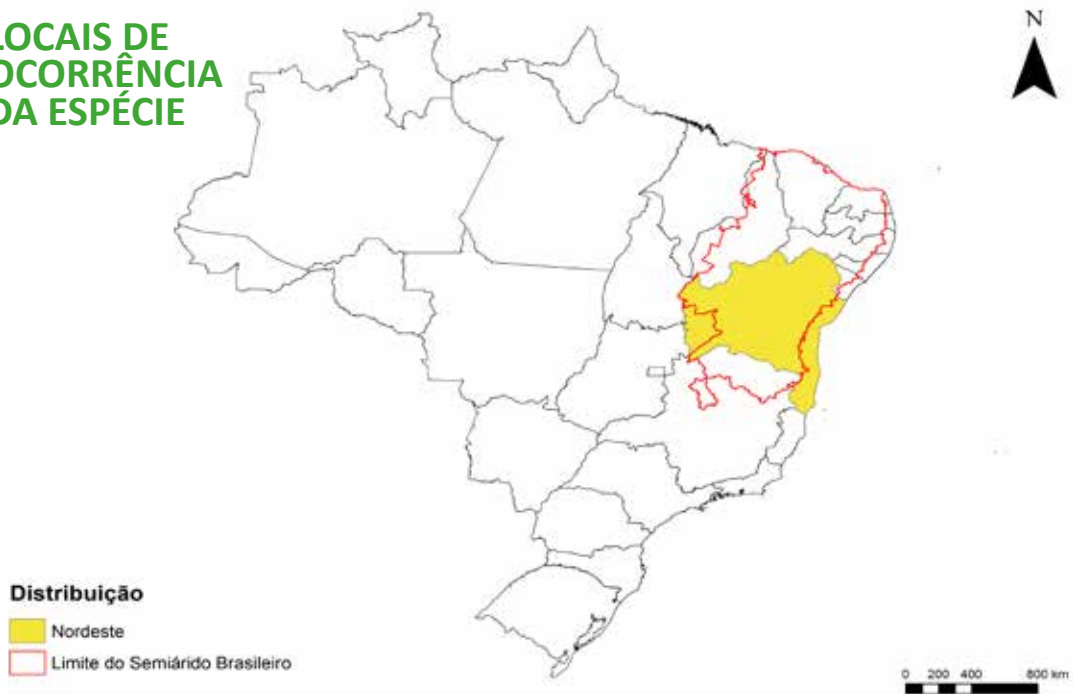 LOCAIS DE
OCORRÊNCIA
DA ESPÉCIE
N
Distribuição
Nordeste
Limite do Semiárido Brasileiro
0 200 400 800 km